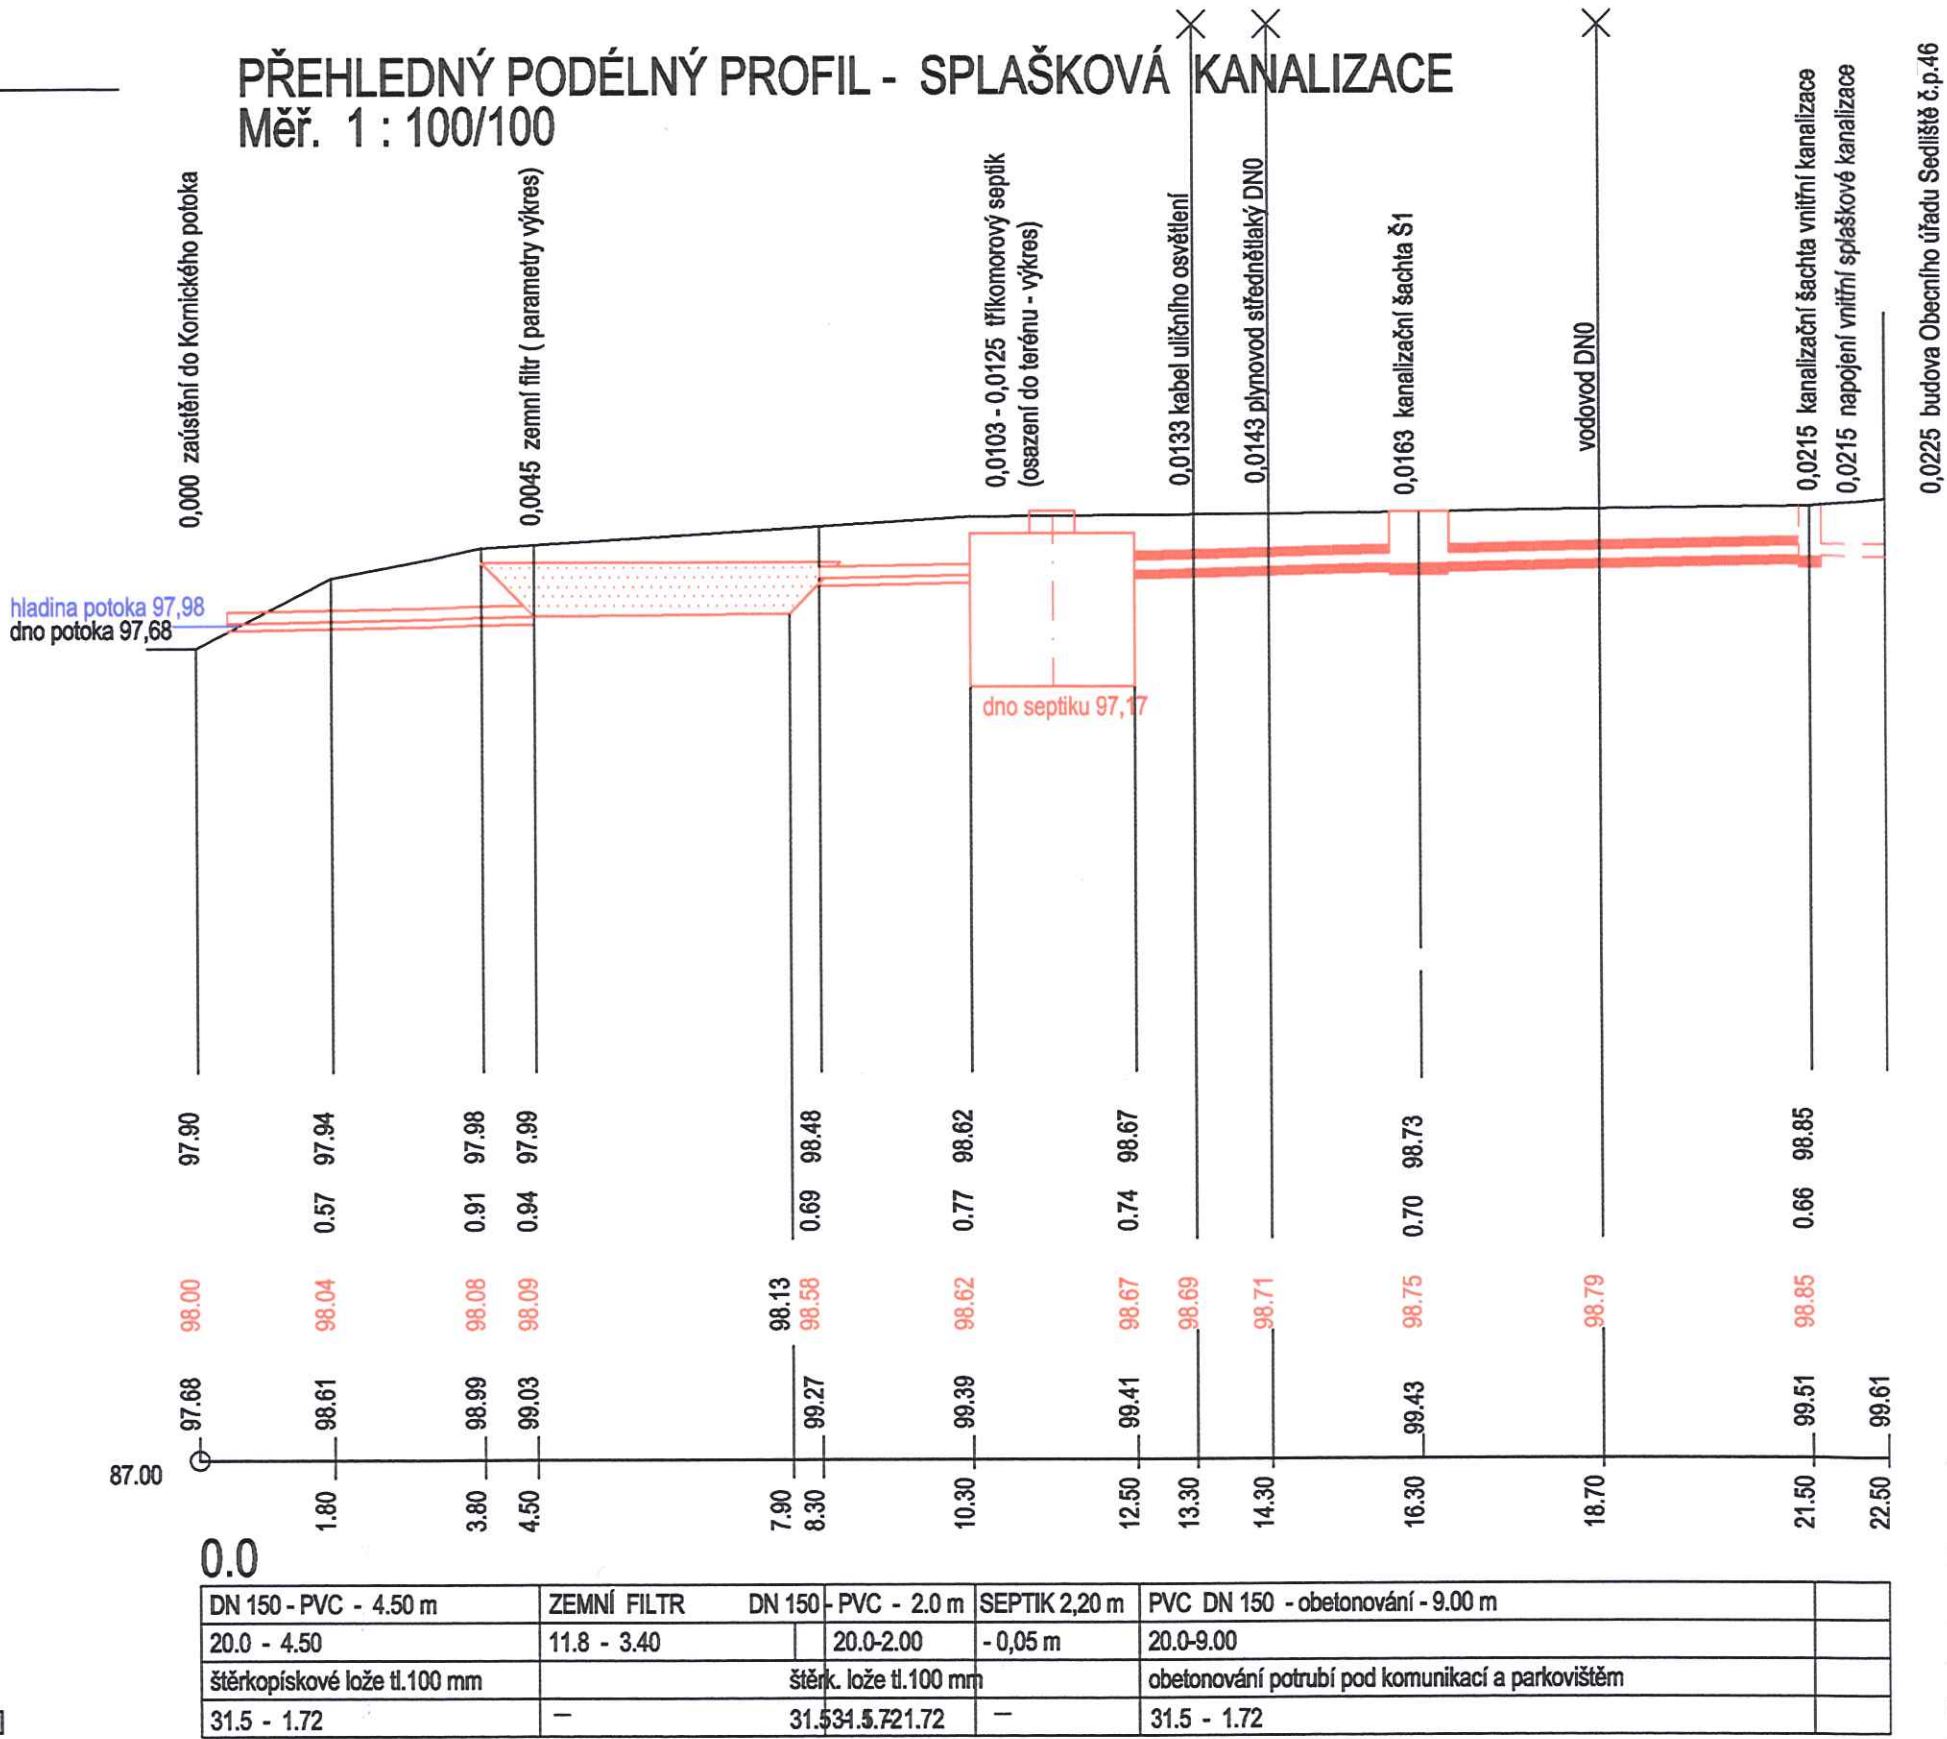 PŘEHLEDNÝ PODÉLNÝ PROFIL - SPLAŠKOVÁ KANALIZACE
Měř. 1 : 100/100
0,000 zaústění do Kornického potoka
0,0045 zemní filtr ( parametry výkres)
0,0103 - 0,0125 tříkomorový septik
(osazení do terénu - výkres)
0,0133 kabel uličního osvětlení
0,0143 plynovod střednětlaký DN0
0,0163 kanalizační šachta Š1
vodovod DN0
0,0215 kanalizační šachta vnitřní kanalizace
0,0215 napojení vnitřní splaškové kanalizace
0,0225 budova Obecního úřadu Sedliště č.p.46
hladina potoka 97,98
dno potoka 97,68
dno septiku 97,17
97.90 97.94 97.98 97.99 98.48 98.62 98.67 98.73 98.85
0.57 0.91 0.94 0.69 0.77 0.74 0.70 0.66
98.00 98.04 98.08 98.09 98.13 98.58 98.62 98.67 98.69 98.71 98.75 98.79 98.85
97.68 98.61 98.99 99.03 99.27 99.39 99.41 99.43 99.51 99.61
87.00
1.80 3.80 4.50 7.90 8.30 10.30 12.50 13.30 14.30 16.30 18.70 21.50 22.50
0.0
DN 150 - PVC - 4.50 m ZEMNÍ FILTR DN 150 - PVC - 2.0 m SEPTIK 2,20 m PVC DN 150 - obetonování - 9.00 m
20.0 - 4.50 11.8 - 3.40 20.0-2.00 - 0,05 m 20.0-9.00
štěrkopískové lože tl.100 mm štěrk. lože tl.100 mm obetonování potrubí pod komunikací a parkovištěm
31.5 - 1.72 — — 31.5 - 1.72